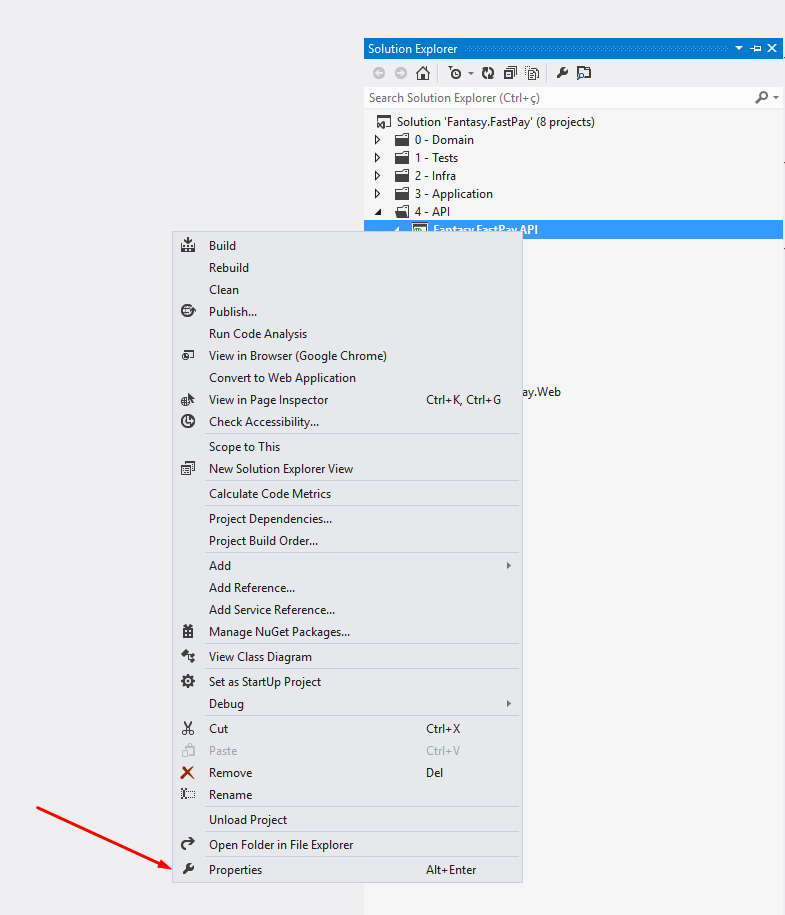 Solution Explorer
Search Solution Explorer (Ctrl+ç)
Solution 'Fantasy.FastPay' (8 projects)
0 - Domain
1 - Tests
2 - Infra
3 - Application
4 - API
Fantasy.FastPay.API
Build
Rebuild
Clean
Publish...
Run Code Analysis
View in Browser (Google Chrome)
Convert to Web Application
ay.Web
View in Page Inspector Ctrl+K, Ctrl+G
Check Accessibility...
Scope to This
New Solution Explorer View
Calculate Code Metrics
Project Dependencies...
Project Build Order...
Add
Add Reference...
Add Service Reference...
Manage NuGet Packages...
View Class Diagram
Set as StartUp Project
Debug
Cut Ctrl+X
Paste Ctrl+V
Remove Del
Rename
Unload Project
Open Folder in File Explorer
Properties Alt+Enter